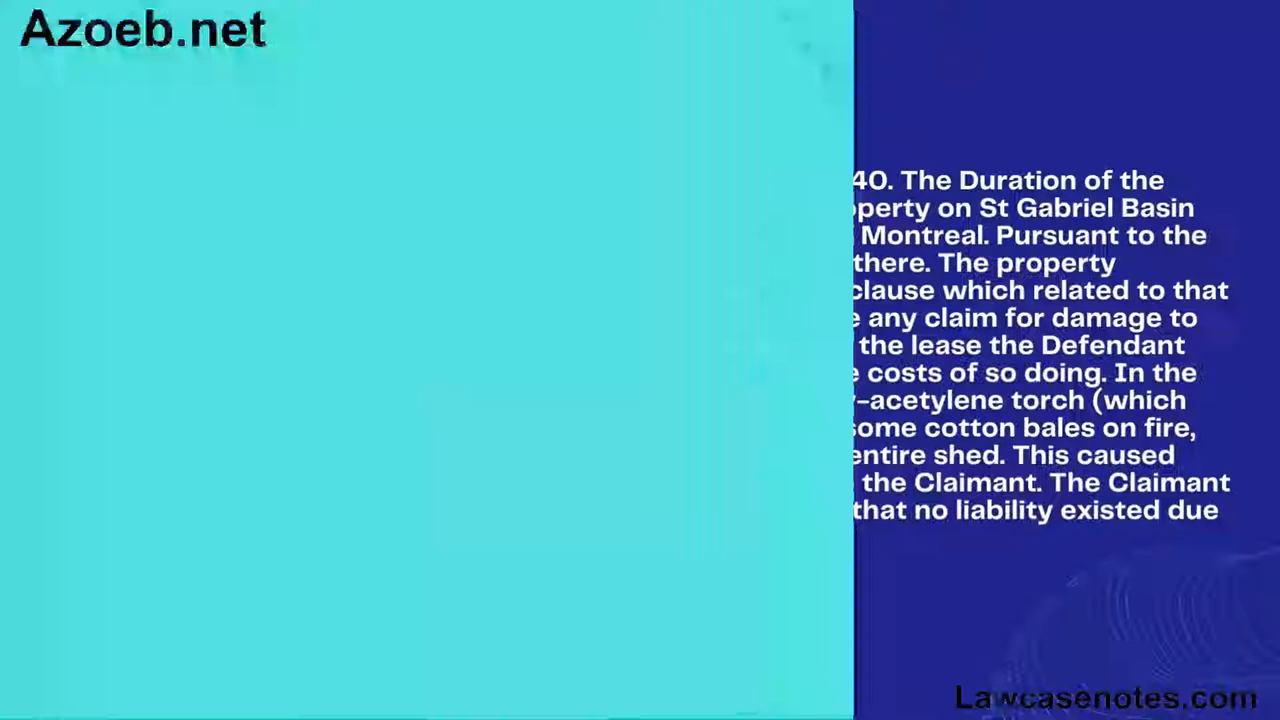 Azoeb.net
40. The Duration of the
property on St Gabriel Basin
Montreal. Pursuant to the
there. The property
clause which related to that
any claim for damage to
the lease the Defendant
costs of so doing. In the
-acetylene torch (which
some cotton bales on fire,
entire shed. This caused
the Claimant. The Claimant
that no liability existed due
Lawcasenotes.com